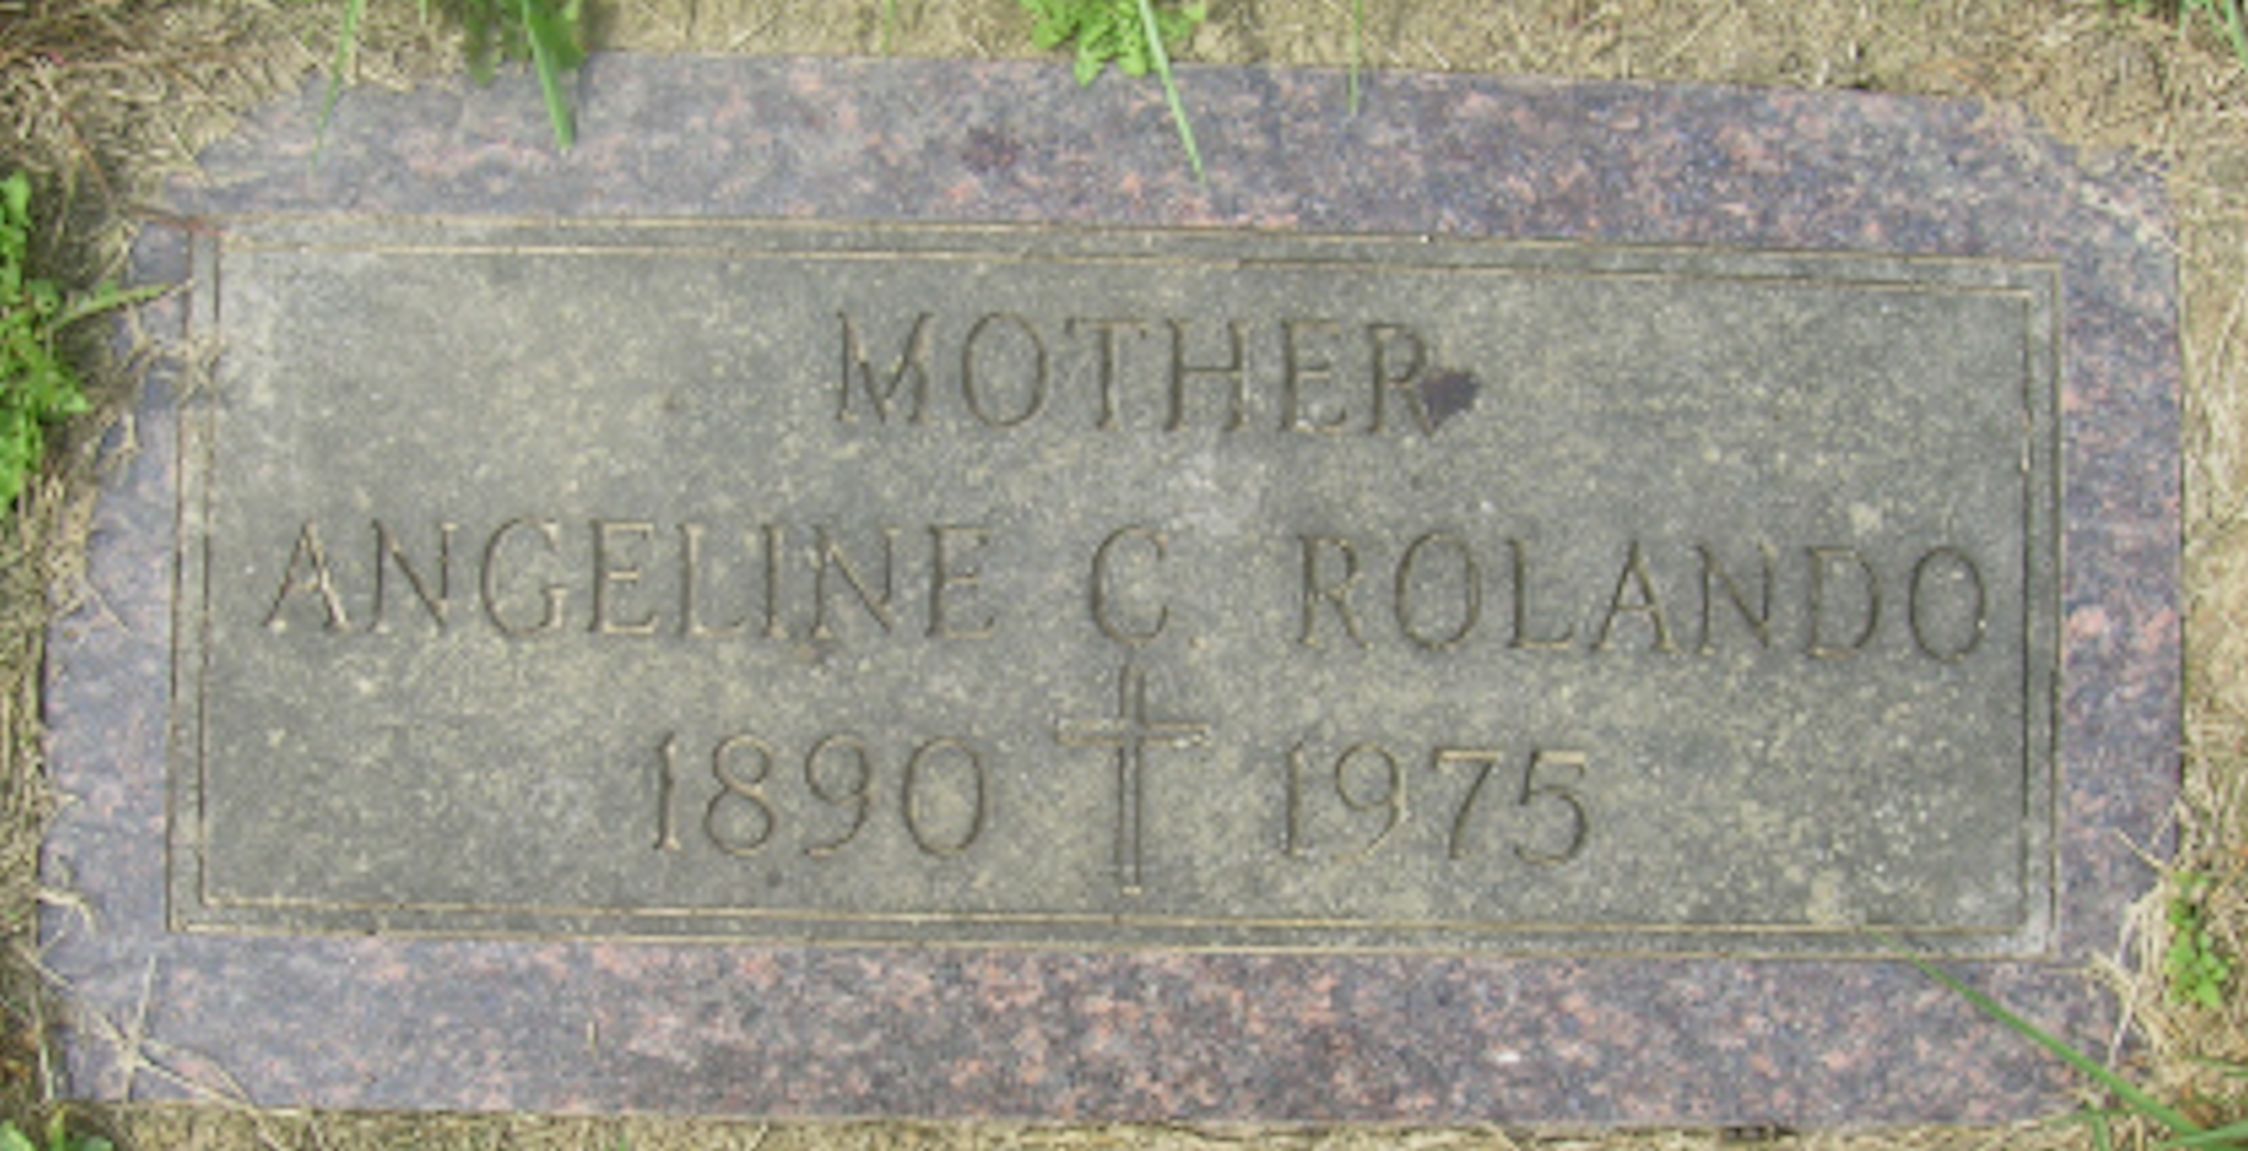 MOTHER
ANGELINE C ROLANDO
1890 1975